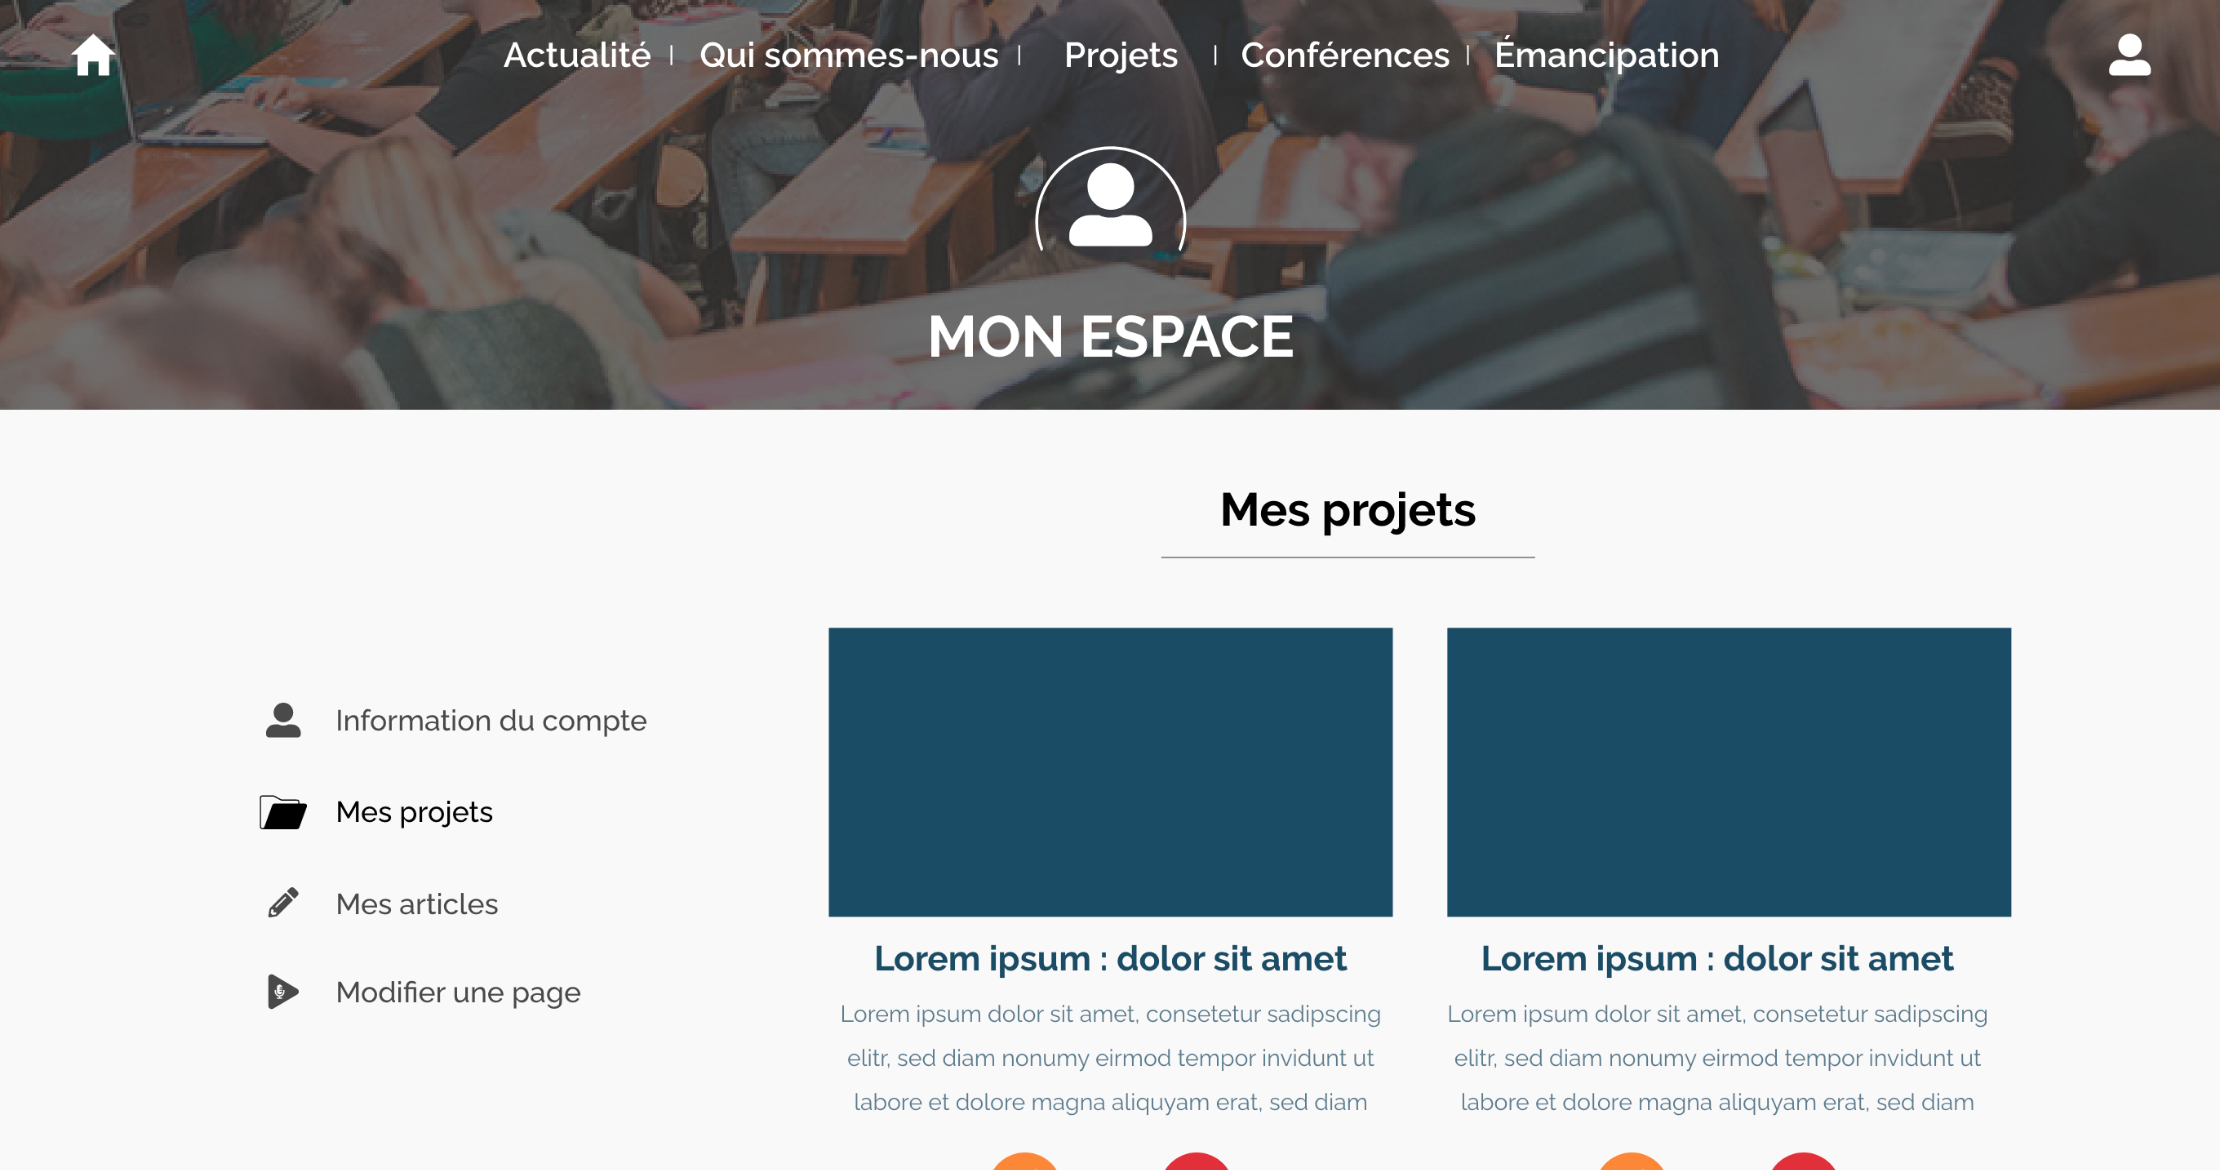 Actualité | Qui sommes-nous | Projets | Conférences | Émancipation
MON ESPACE
Mes projets
Information du compte
Mes projets
Mes articles
Modifier une page
Lorem ipsum : dolor sit amet
Lorem ipsum dolor sit amet, consetetur sadipscing
elitr, sed diam nonumy eirmod tempor invidunt ut
labore et dolore magna aliquyam erat, sed diam
Lorem ipsum : dolor sit amet
Lorem ipsum dolor sit amet, consetetur sadipscing
elitr, sed diam nonumy eirmod tempor invidunt ut
labore et dolore magna aliquyam erat, sed diam